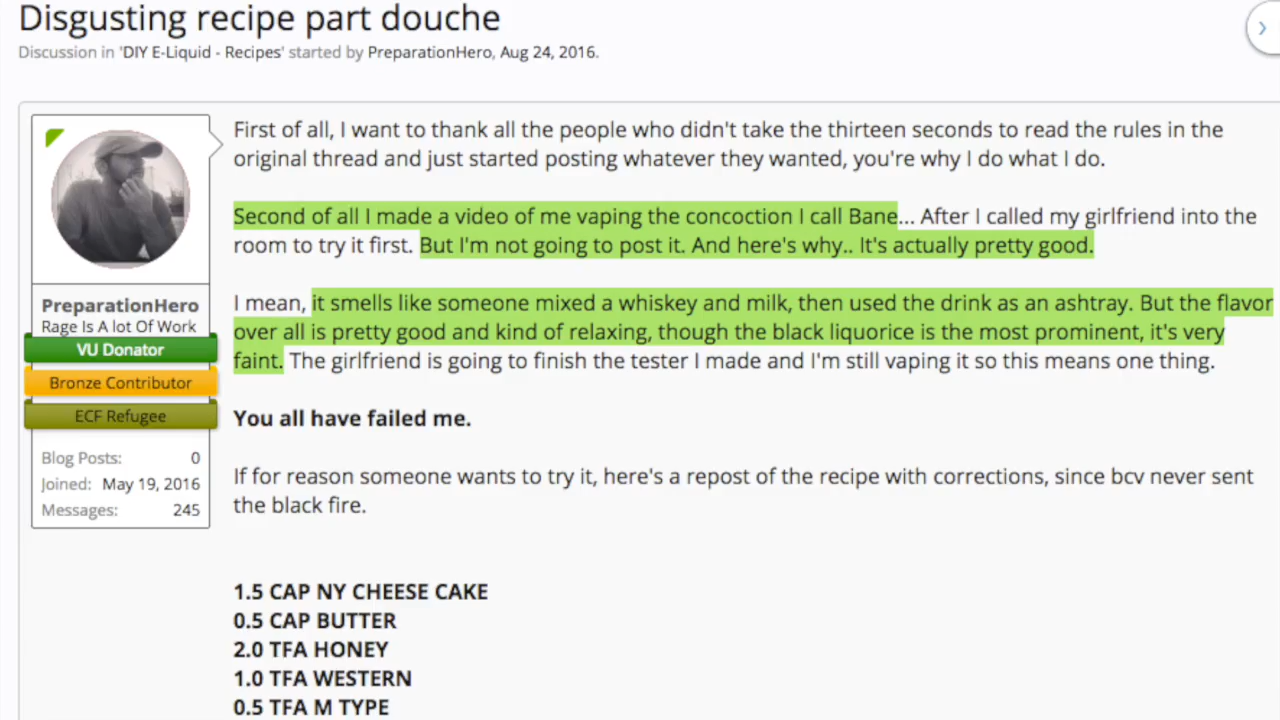 Disgusting recipe part douche
Discussion in 'DIY E-Liquid - Recipes' started by PreparationHero, Aug 24, 2016.
First of all, I want to thank all the people who didn't take the thirteen seconds to read the rules in the
original thread and just started posting whatever they wanted, you're why I do what I do.
Second of all I made a video of me vaping the concoction I call Bane... After I called my girlfriend into the
room to try it first. But I'm not going to post it. And here's why.. It's actually pretty good.
I mean, it smells like someone mixed a whiskey and milk, then used the drink as an ashtray. But the flavor
over all is pretty good and kind of relaxing, though the black liquorice is the most prominent, it's very
faint. The girlfriend is going to finish the tester I made and I'm still vaping it so this means one thing.
You all have failed me.
If for reason someone wants to try it, here's a repost of the recipe with corrections, since bcv never sent
the black fire.
1.5 CAP NY CHEESE CAKE
0.5 CAP BUTTER
2.0 TFA HONEY
1.0 TFA WESTERN
0.5 TFA M TYPE
PreparationHero
Rage Is A lot Of Work
VU Donator
Bronze Contributor
ECF Refugee
Blog Posts: 0
Joined: May 19, 2016
Messages: 245